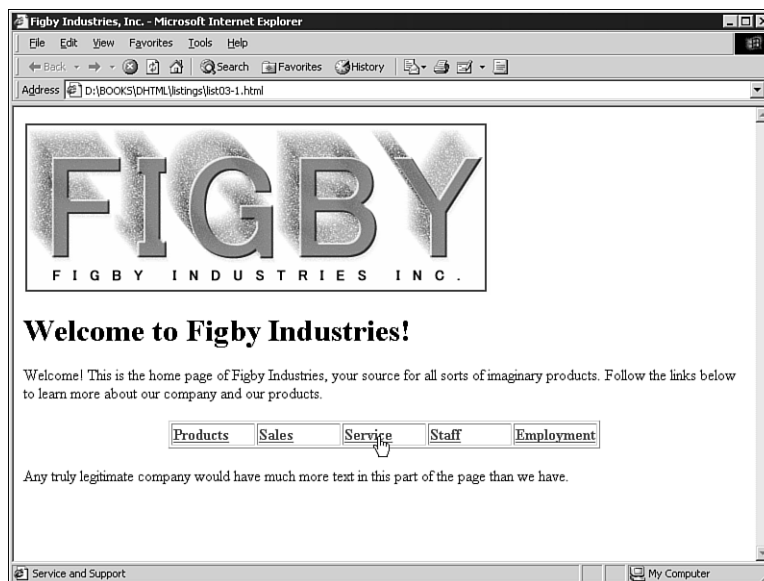 Figby Industries, Inc. - Microsoft Internet Explorer
File Edit View Favorites Tools Help
Back Search Favorites History
Address D:\BOOKS\DHTML\listings\list03-1.html
FIGBY
FIGBY INDUSTRIES INC.
Welcome to Figby Industries!
Welcome! This is the home page of Figby Industries, your source for all sorts of imaginary products. Follow the links below
to learn more about our company and our products.
Products Sales Service Staff Employment
Any truly legitimate company would have much more text in this part of the page than we have.
Service and Support My Computer